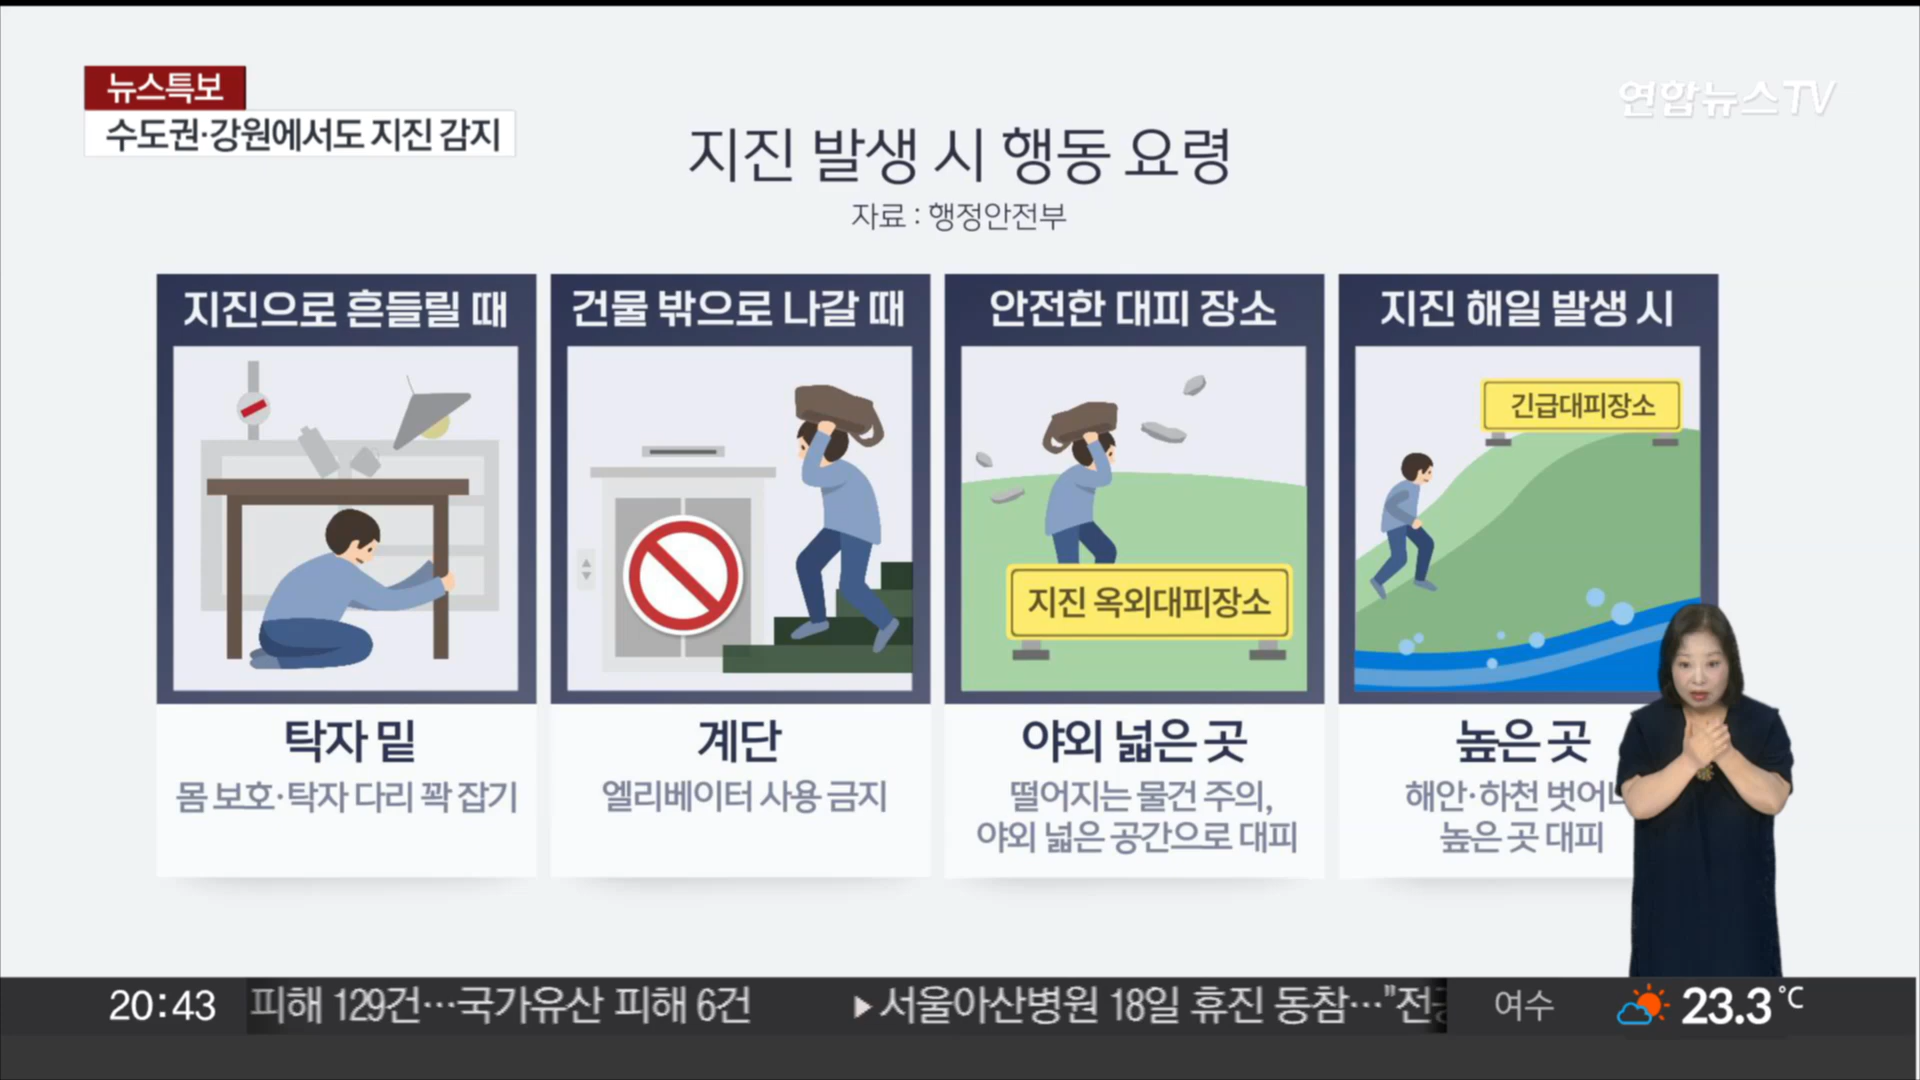 뉴스특보
수도권·강원에서도 지진 감지
연합뉴스TV
지진 발생 시 행동 요령
자료 : 행정안전부
지진으로 흔들릴 때
탁자 밑
몸 보호·탁자 다리 꽉 잡기
건물 밖으로 나갈 때
계단
엘리베이터 사용 금지
안전한 대피 장소
지진 옥외대피장소
야외 넓은 곳
떨어지는 물건 주의,
야외 넓은 공간으로 대피
지진 해일 발생 시
긴급대피장소
높은 곳
해안·하천
높은 곳 대피
20:43
피해 129건…국가유산 피해 6건 ▶서울아산병원 18일 휴진 동참…"
여수
23.3℃